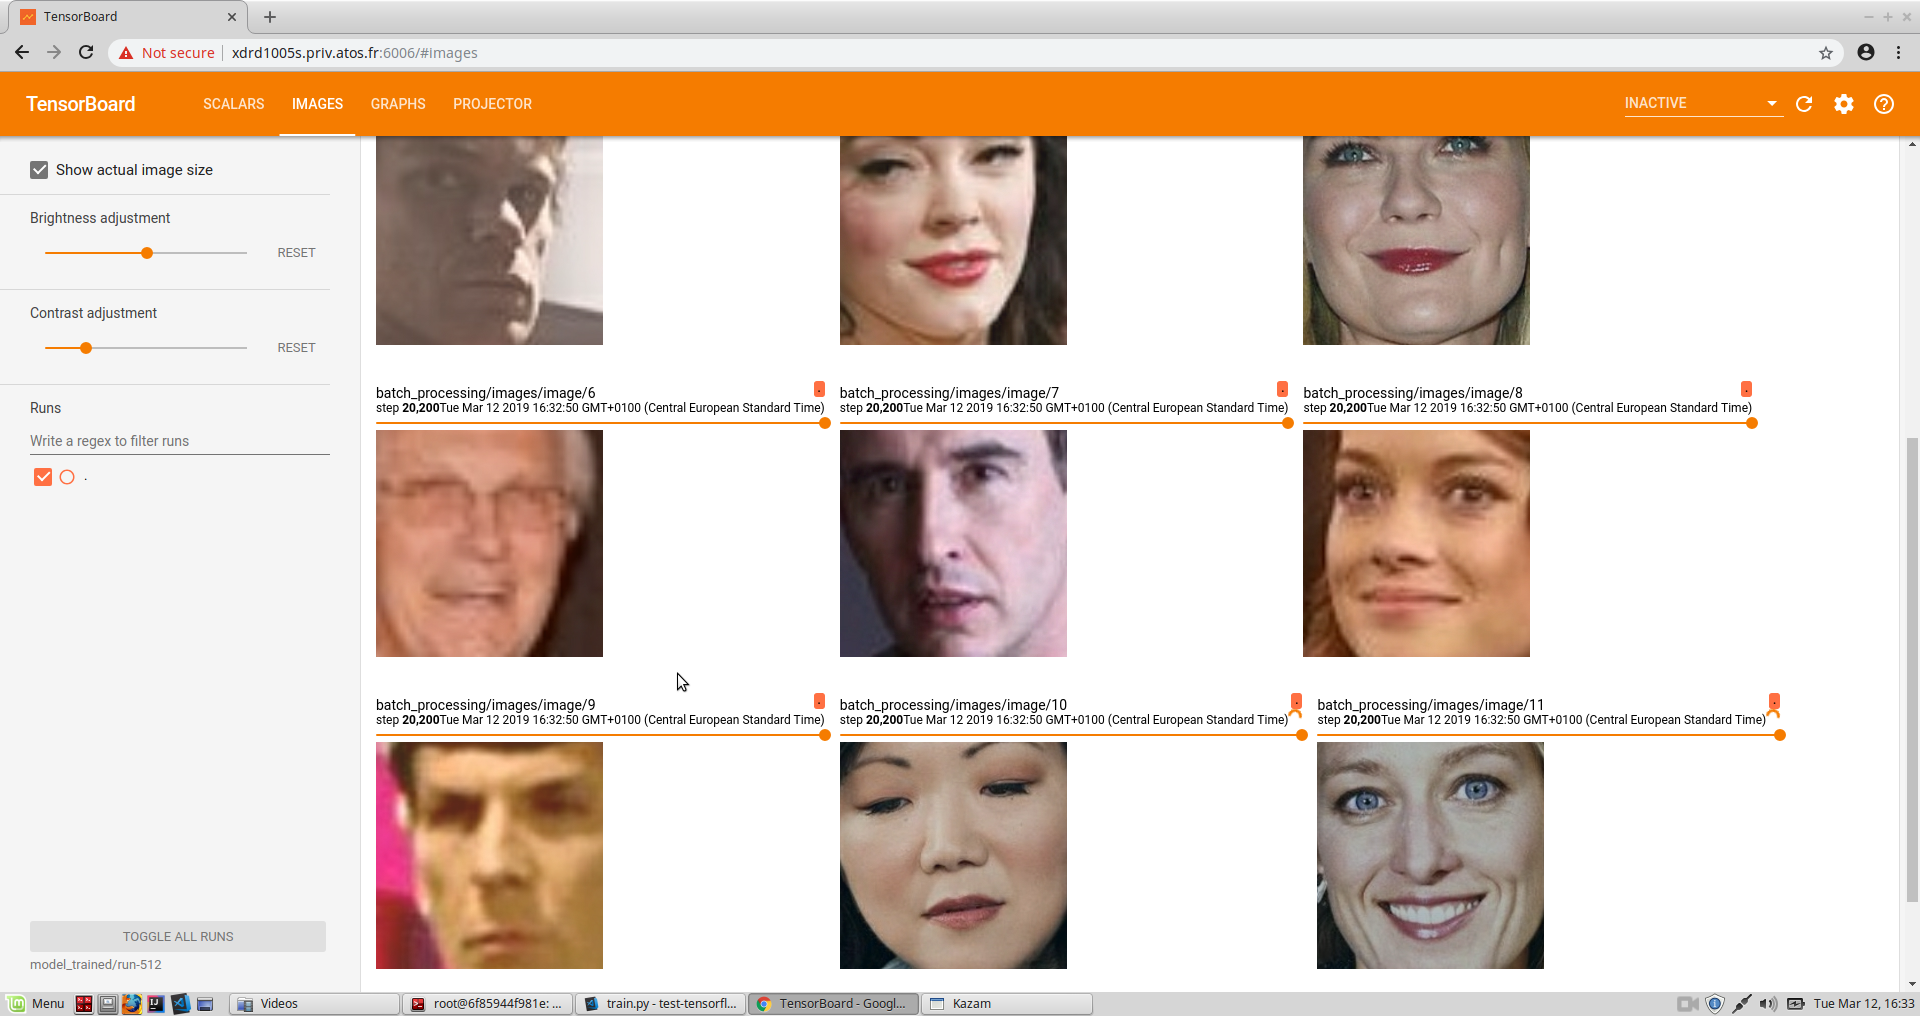 TensorBoard
Not secure
xdrd1005s.priv.atos.fr:6006/#images
TensorBoard
SCALARS
IMAGES
GRAPHS
PROJECTOR
INACTIVE
Show actual image size
Brightness adjustment
RESET
Contrast adjustment
RESET
Runs
Write a regex to filter runs
.
TOGGLE ALL RUNS
model_trained/run-512
batch_processing/images/image/6
step 20,200Tue Mar 12 2019 16:32:50 GMT+0100 (Central European Standard Time)
batch_processing/images/image/7
step 20,200Tue Mar 12 2019 16:32:50 GMT+0100 (Central European Standard Time)
batch_processing/images/image/8
step 20,200Tue Mar 12 2019 16:32:50 GMT+0100 (Central European Standard Time)
batch_processing/images/image/9
step 20,200Tue Mar 12 2019 16:32:50 GMT+0100 (Central European Standard Time)
batch_processing/images/image/10
step 20,200Tue Mar 12 2019 16:32:50 GMT+0100 (Central European Standard Time)
batch_processing/images/image/11
step 20,200Tue Mar 12 2019 16:32:50 GMT+0100 (Central European Standard Time)
Menu
Videos
root@6f85944f981e: ...
train.py - test-tensorfl...
TensorBoard - Googl...
Kazam
Tue Mar 12, 16:33